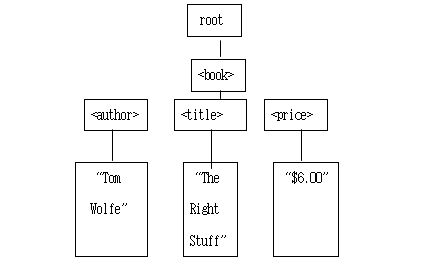 root
<book>
<author> <title> <price>
“Tom
Wolfe”
“The
Right
Stuff”
“$6.00”